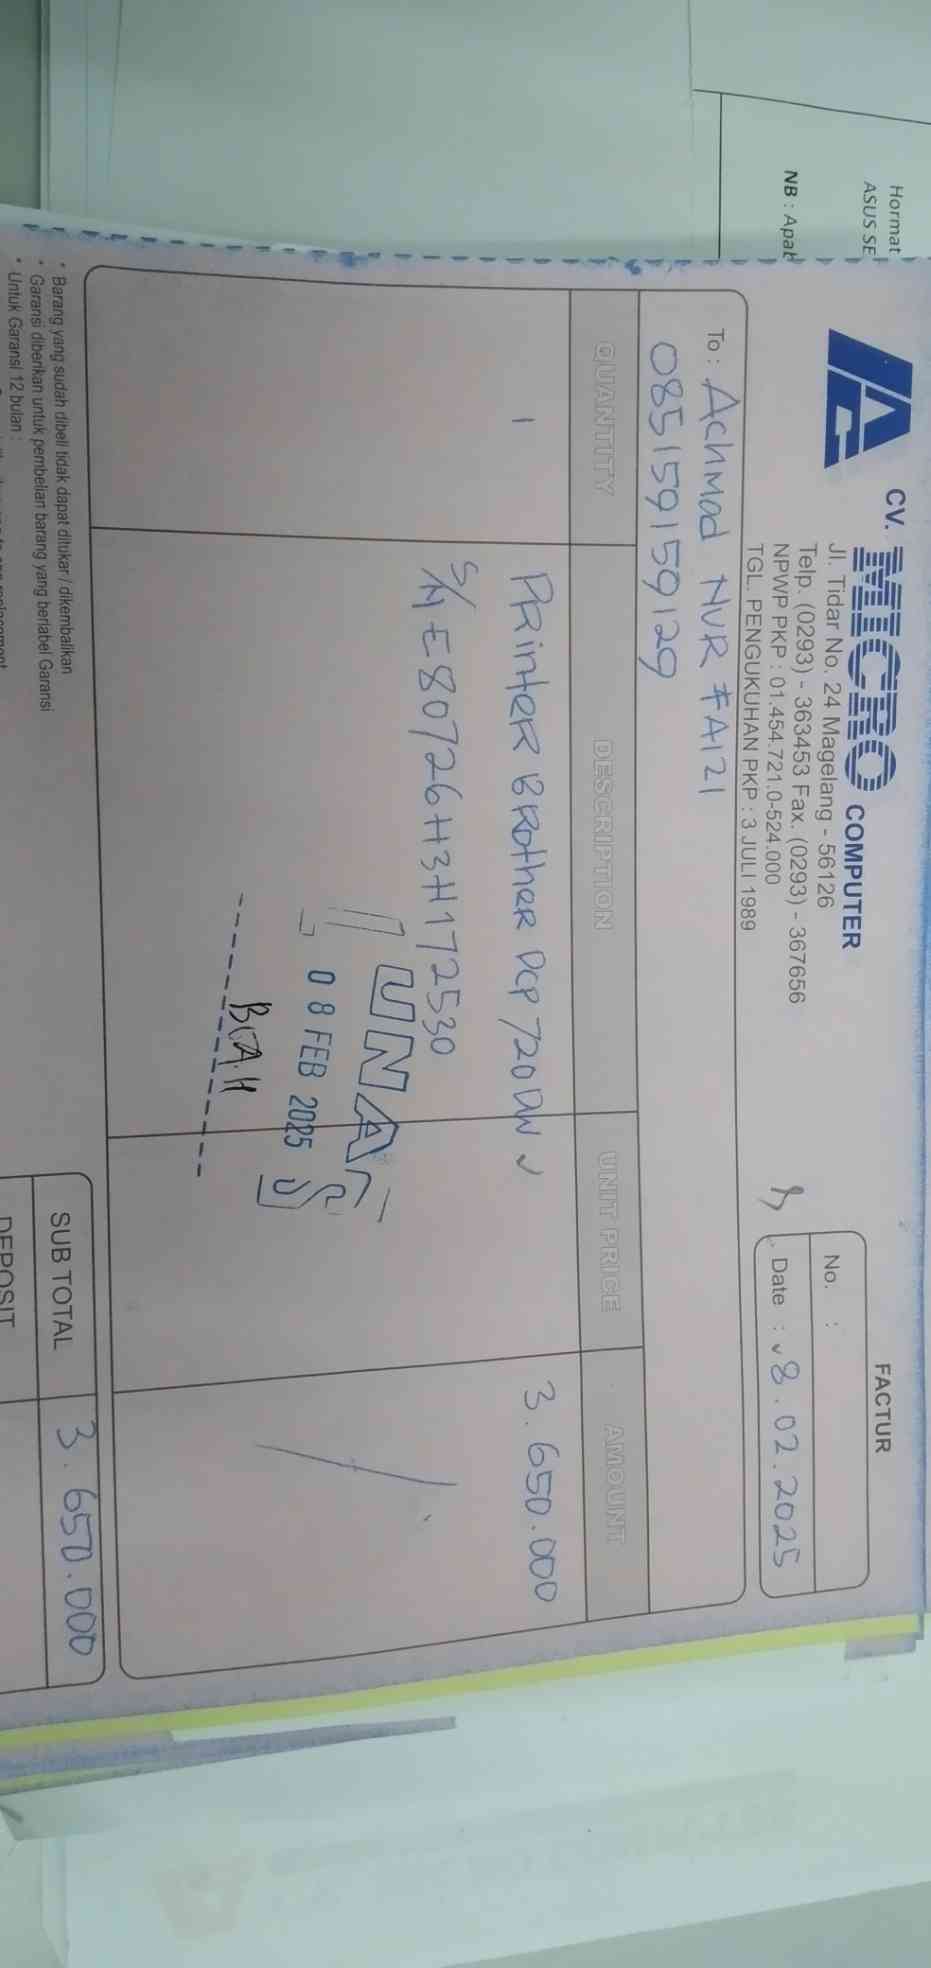 Hormat
ASUS SE
NB : Apab
CV. MICRO COMPUTER
Jl. Tidar No. 24 Magelang - 56126
Telp. (0293) - 363453 Fax. (0293) - 367656
NPWP PKP : 01.454.721.0-524.000
TGL. PENGUKUHAN PKP : 3 JULI 1989
FACTUR
No. :
Date : 8.02.2025
To: Achmad NUR FAIZI
085159159129
QUANTITY DESCRIPTION UNIT PRICE AMOUNT
1 PRinteR BRotheR DCP 720 DW 3.650.000
S/N E80726H3H172530
LUNAS
08 FEB 2025
BCA
SUB TOTAL 3.650.000
DEPOSIT
* Barang yang sudah dibeli tidak dapat ditukar / dikembalikan
* Garansi diberikan untuk pembelian barang yang berlabel Garansi
* Untuk Garansi 12 bulan :